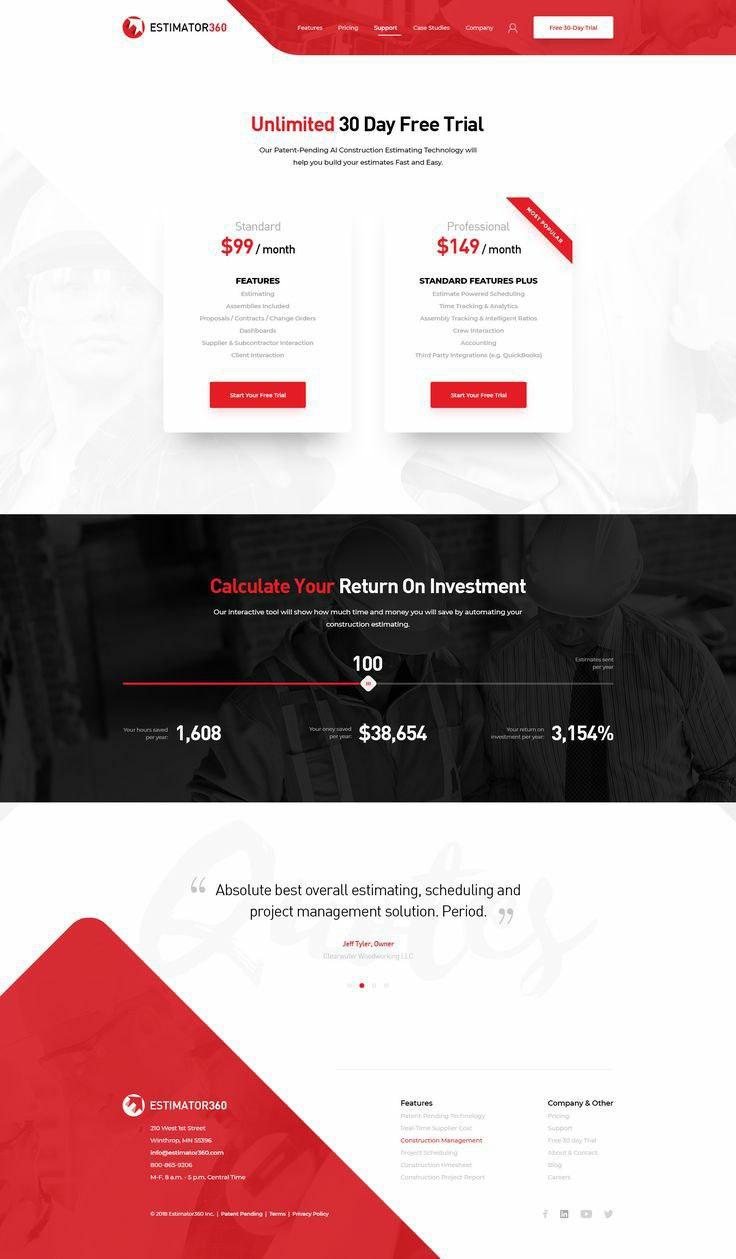 ESTIMATOR360
Features Pricing Support Case Studies Company
Free 30-Day Trial
Unlimited 30 Day Free Trial
Our Patent-Pending AI Construction Estimating Technology will
help you build your estimates Fast and Easy.
Standard
$99 / month
FEATURES
Estimating
Assemblies Included
Proposals / Contracts / Change Orders
Dashboards
Supplier & Subcontractor Interaction
Client Interaction
Start Your Free Trial
MOST POPULAR
Professional
$149 / month
STANDARD FEATURES PLUS
Estimate Powered Scheduling
Time Tracking & Analytics
Assembly Tracking & Intelligent Ratios
Crew Interaction
Accounting
Third Party Integrations (e.g. QuickBooks)
Start Your Free Trial
Calculate Your Return On Investment
Our interactive tool will show how much time and money you will save by automating your
construction estimating.
100
Estimates sent
per year
Your hours saved
per year:
1,608
Your oney saved
per year:
$38,654
Your return on
investment per year:
3,154%
Quotes
“ Absolute best overall estimating, scheduling and
project management solution. Period. ”
Jeff Tyler, Owner
Clearwater Woodworking LLC
ESTIMATOR360
210 West 1st Street
Winthrop, MN 55396
info@estimator360.com
800-865-9206
M-F, 8 a.m. - 5 p.m. Central Time
© 2018 Estimator360 Inc. | Patent Pending | Terms | Privacy Policy
Features
Patent Pending Technology
Real-Time Supplier Cost
Construction Management
Project Scheduling
Construction timesheet
Construction Project Report
Company & Other
Pricing
Support
Free 30 day Trial
About & Contact
Blog
Careers